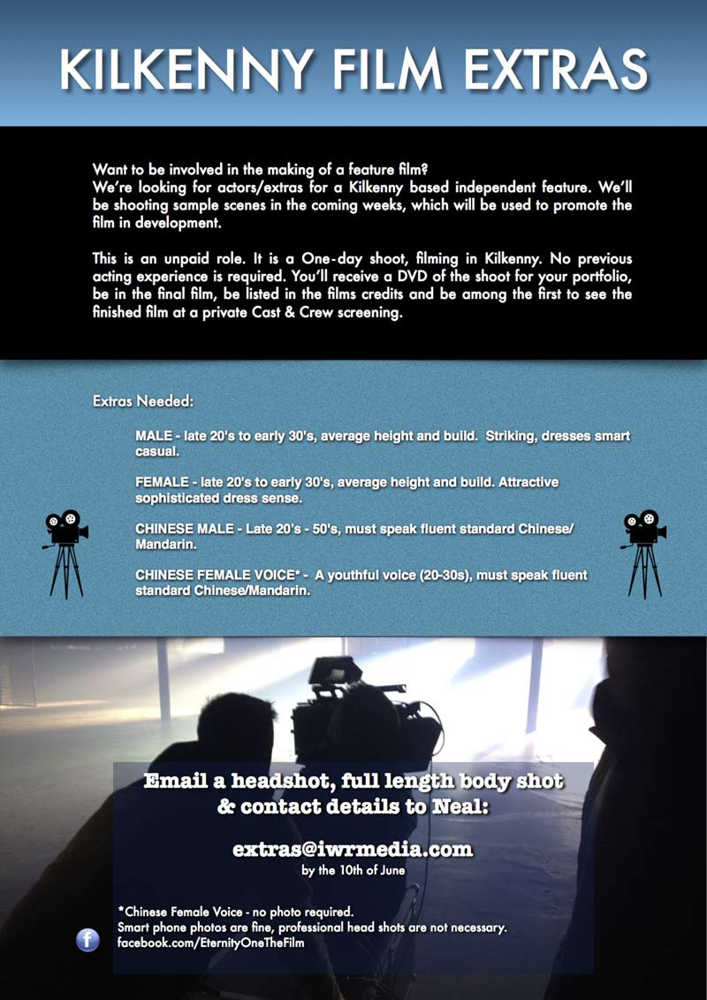 KILKENNY FILM EXTRAS
Want to be involved in the making of a feature film?
We're looking for actors/extras for a Kilkenny based independent feature. We'll
be shooting sample scenes in the coming weeks, which will be used to promote the
film in development.
This is an unpaid role. It is a One-day shoot, filming in Kilkenny. No previous
acting experience is required. You'll receive a DVD of the shoot for your portfolio,
be in the final film, be listed in the films credits and be among the first to see the
finished film at a private Cast & Crew screening.
Extras Needed:
MALE - late 20's to early 30's, average height and build.  Striking, dresses smart
casual.
FEMALE - late 20's to early 30's, average height and build. Attractive
sophisticated dress sense.
CHINESE MALE - Late 20's - 50's, must speak fluent standard Chinese/
Mandarin.
CHINESE FEMALE VOICE* -  A youthful voice (20-30s), must speak fluent
standard Chinese/Mandarin.
Email a headshot, full length body shot
& contact details to Neal:
extras@iwrmedia.com
by the 10th of June
*Chinese Female Voice - no photo required.
Smart phone photos are fine, professional head shots are not necessary.
f facebook.com/EternityOneTheFilm